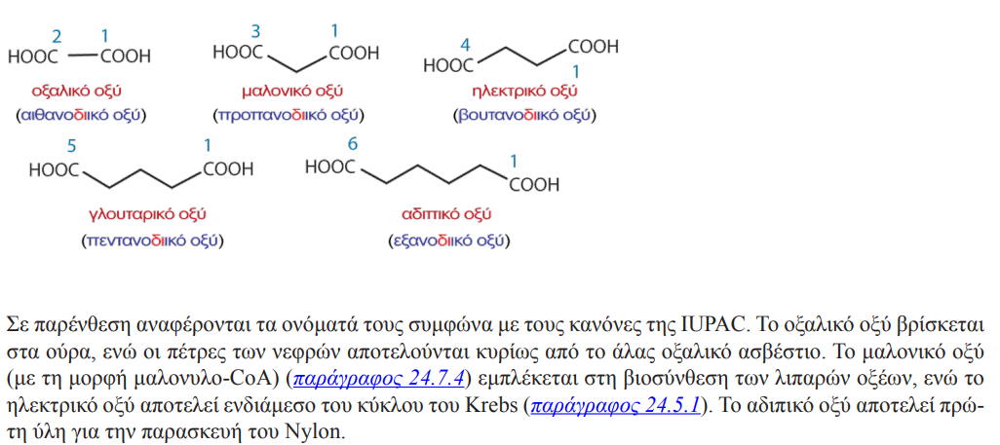 2 1 3 1 4
HOOC COOH HOOC COOH HOOC COOH
1
οξαλικό οξύ μαλονικό οξύ ηλεκτρικό οξύ
(αιθανοδιικό οξύ) (προπανοδιικό οξύ) (βουτανοδιικό οξύ)
5 1 6 1
HOOC COOH HOOC COOH
γλουταρικό οξύ αδιπικό οξύ
(πεντανοδιικό οξύ) (εξανοδιικό οξύ)
Σε παρένθεση αναφέρονται τα ονόματά τους συμφώνα με τους κανόνες της IUPAC. Το οξαλικό οξύ βρίσκεται
στα ούρα, ενώ οι πέτρες των νεφρών αποτελούνται κυρίως από το άλας οξαλικό ασβέστιο. Το μαλονικό οξύ
(με τη μορφή μαλονυλο-CoA) (παράγραφος 24.7.4) εμπλέκεται στη βιοσύνθεση των λιπαρών οξέων, ενώ το
ηλεκτρικό οξύ αποτελεί ενδιάμεσο του κύκλου του Krebs (παράγραφος 24.5.1). Το αδιπικό οξύ αποτελεί πρώ-
τη ύλη για την παρασκευή του Nylon.